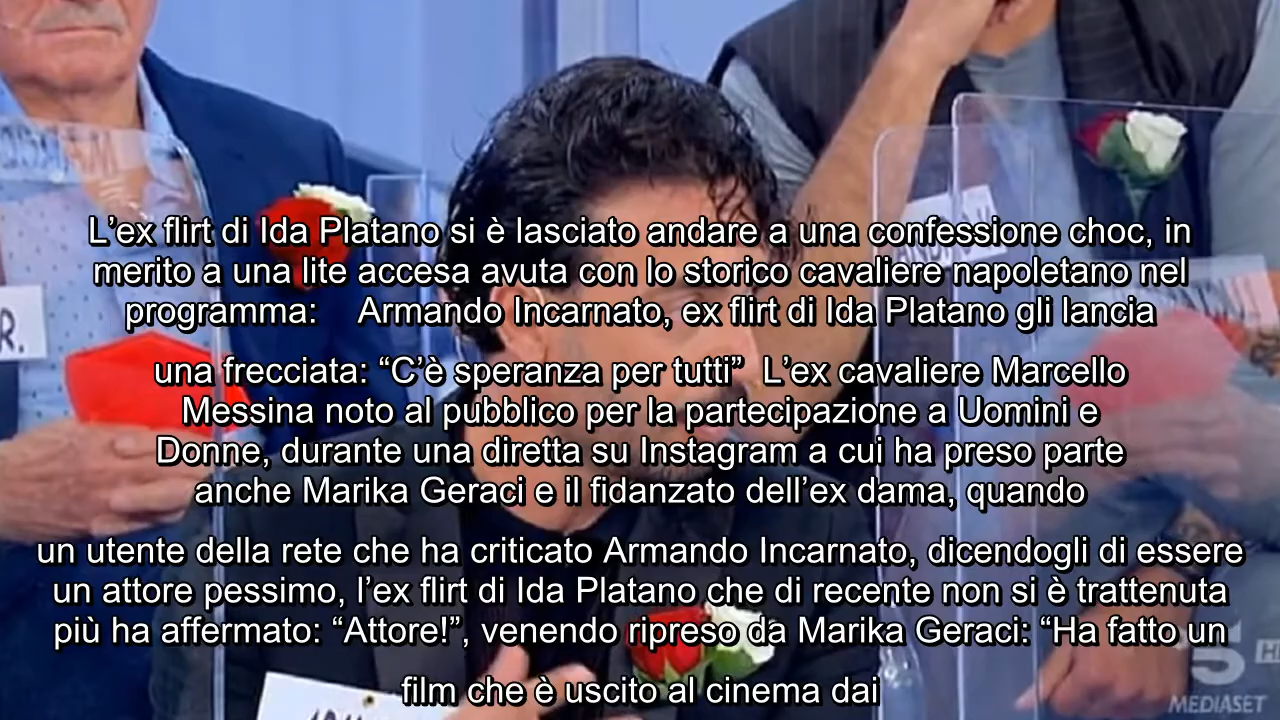 L’ex flirt di Ida Platano si è lasciato andare a una confessione choc, in
merito a una lite accesa avuta con lo storico cavaliere napoletano nel
programma: Armando Incarnato, ex flirt di Ida Platano gli lancia
una frecciata: “C’è speranza per tutti” L’ex cavaliere Marcello
Messina noto al pubblico per la partecipazione a Uomini e
Donne, durante una diretta su Instagram a cui ha preso parte
anche Marika Geraci e il fidanzato dell’ex dama, quando
un utente della rete che ha criticato Armando Incarnato, dicendogli di essere
un attore pessimo, l’ex flirt di Ida Platano che di recente non si è trattenuta
più ha affermato: “Attore!”, venendo ripreso da Marika Geraci: “Ha fatto un
film che è uscito al cinema dai
R.
5 H
MEDIASET